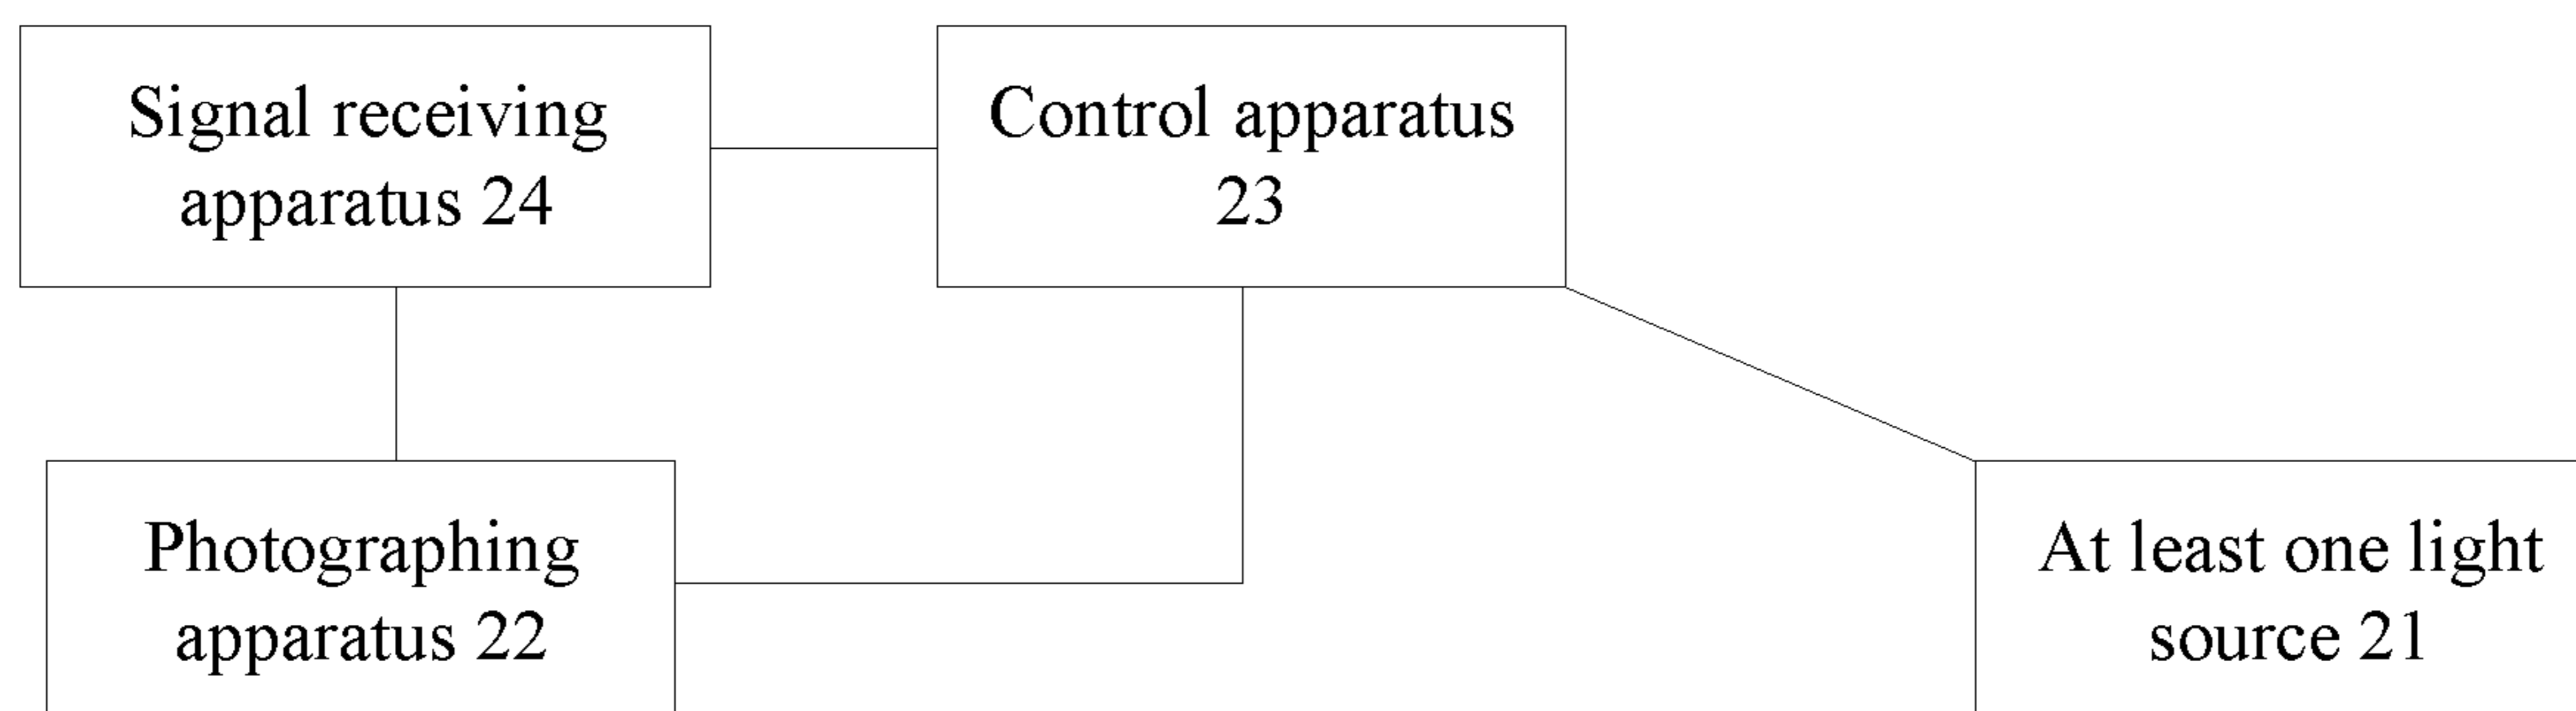 Signal receiving
apparatus 24
Control apparatus
23
Photographing
apparatus 22
At least one light
source 21